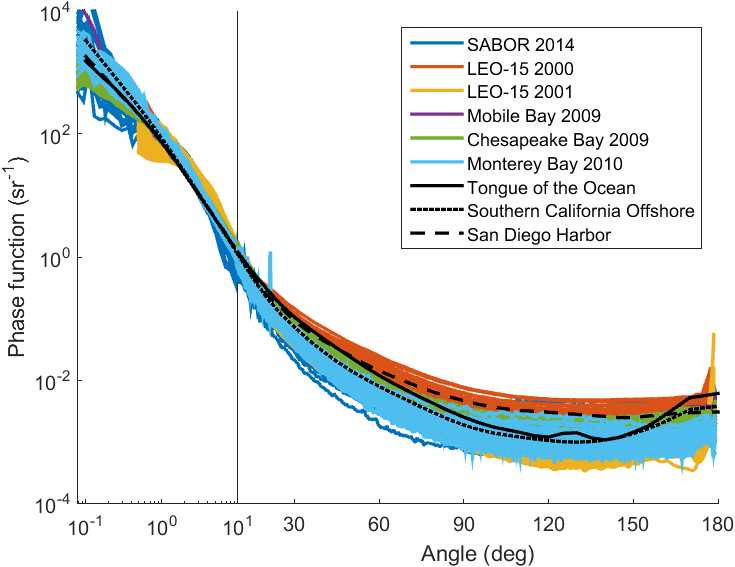 10^4
10^2
10^0
10^-2
10^-4
Phase function (sr^-1)
SABOR 2014
LEO-15 2000
LEO-15 2001
Mobile Bay 2009
Chesapeake Bay 2009
Monterey Bay 2010
Tongue of the Ocean
Southern California Offshore
San Diego Harbor
10^-1 10^0 10^1 30 60 90 120 150 180
Angle (deg)